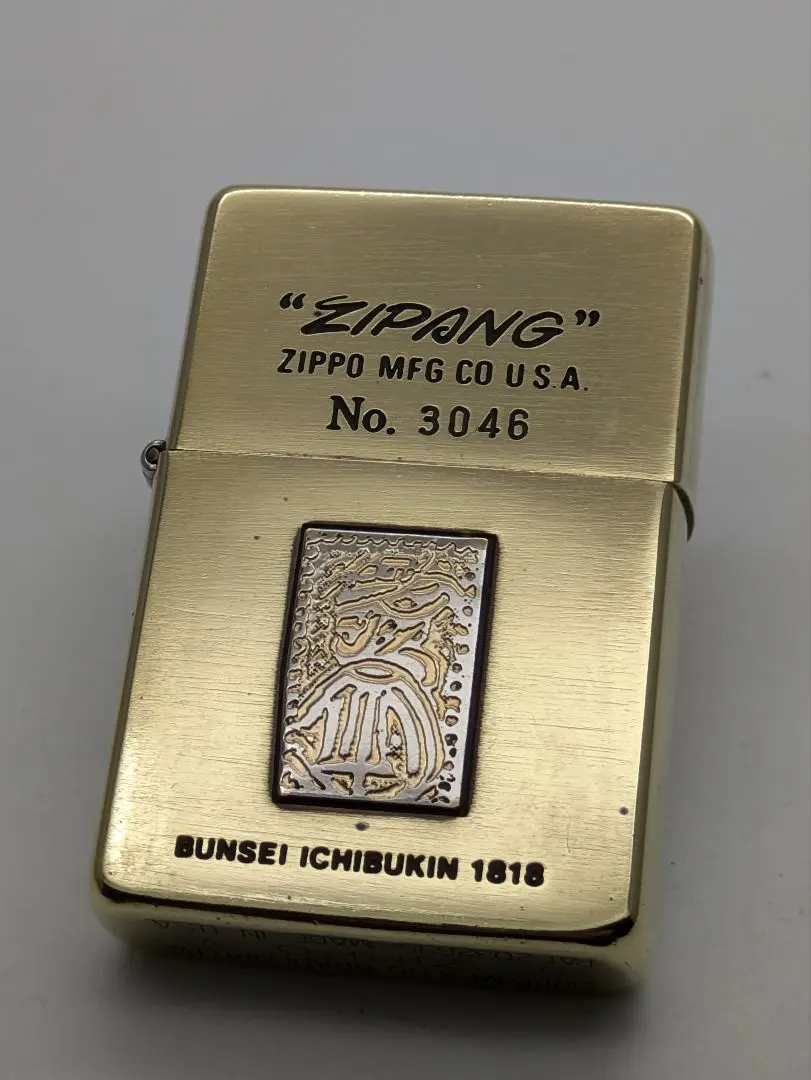 “ZIPANG”
ZIPPO MFG CO U S.A.
No. 3046
BUNSEI ICHIBUKIN 1818